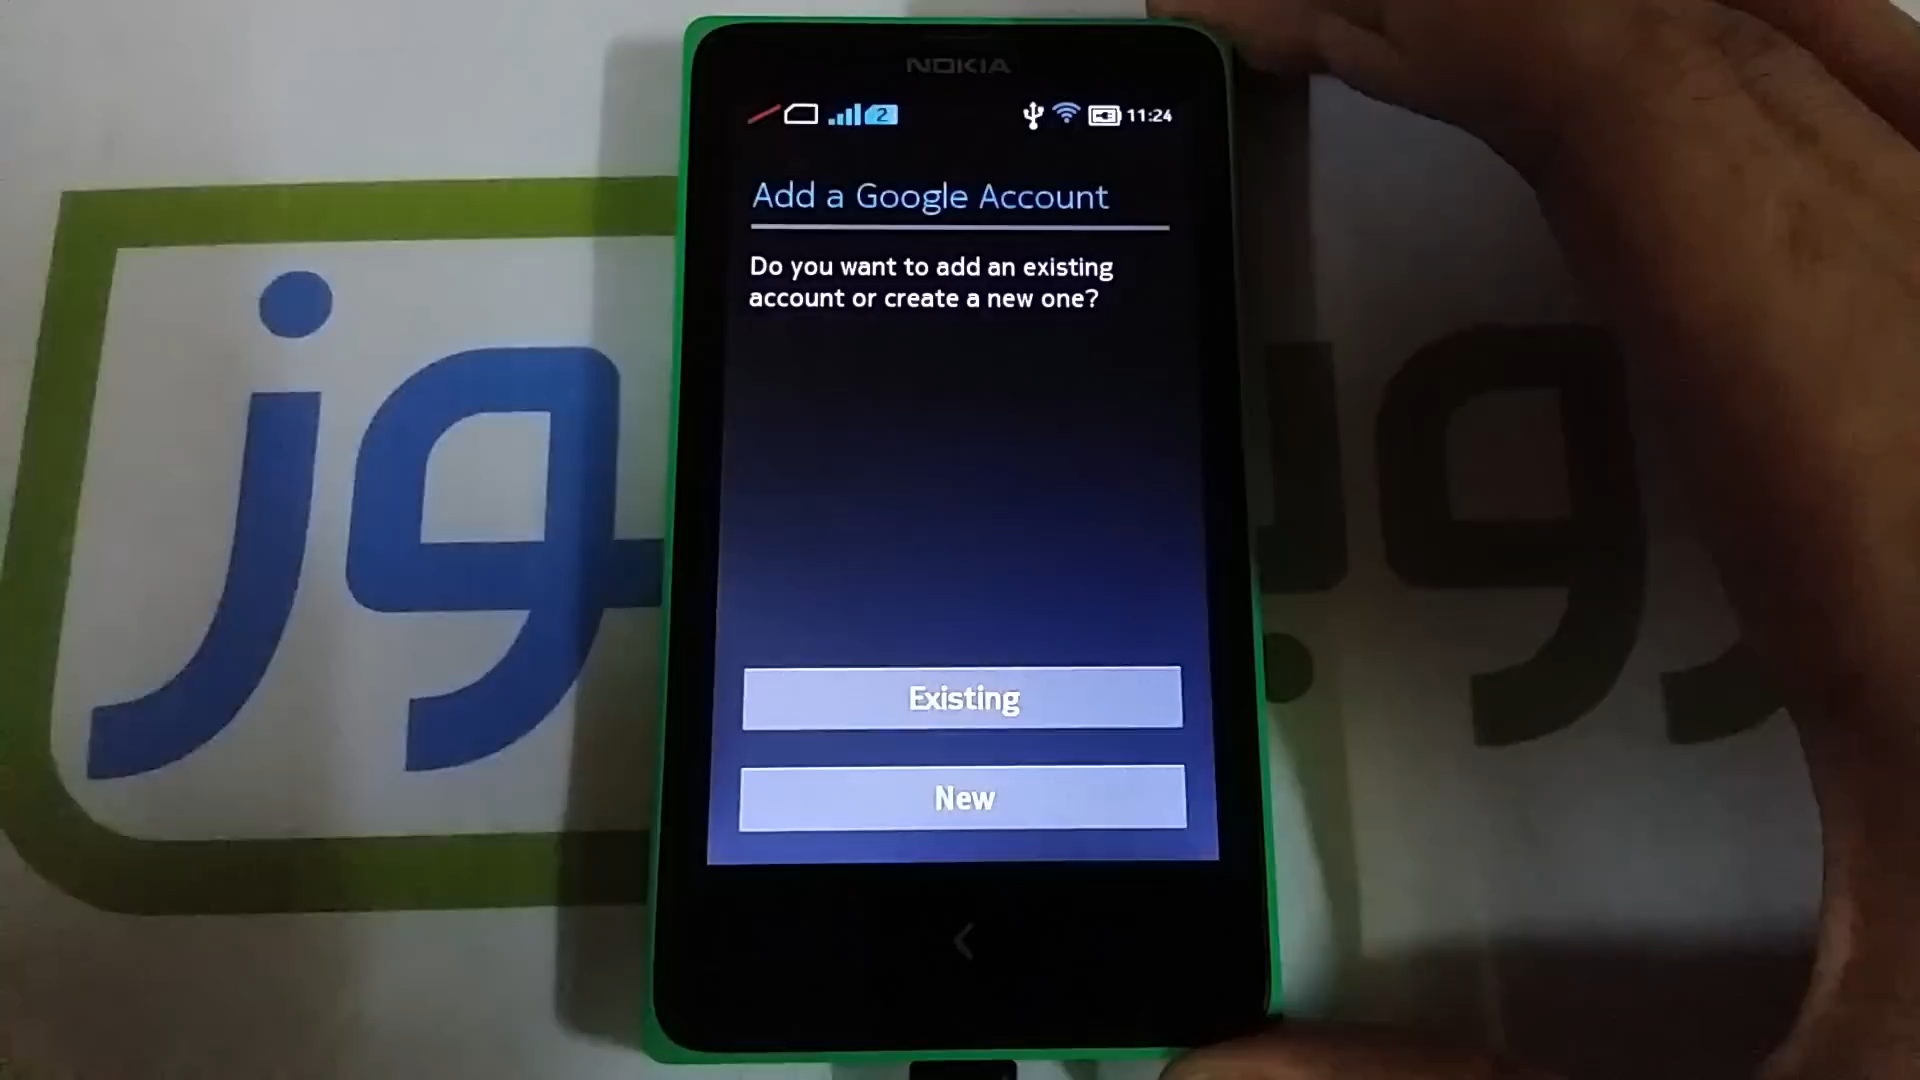 NOKIA
2 11:24
Add a Google Account
Do you want to add an existing
account or create a new one?
Existing
New